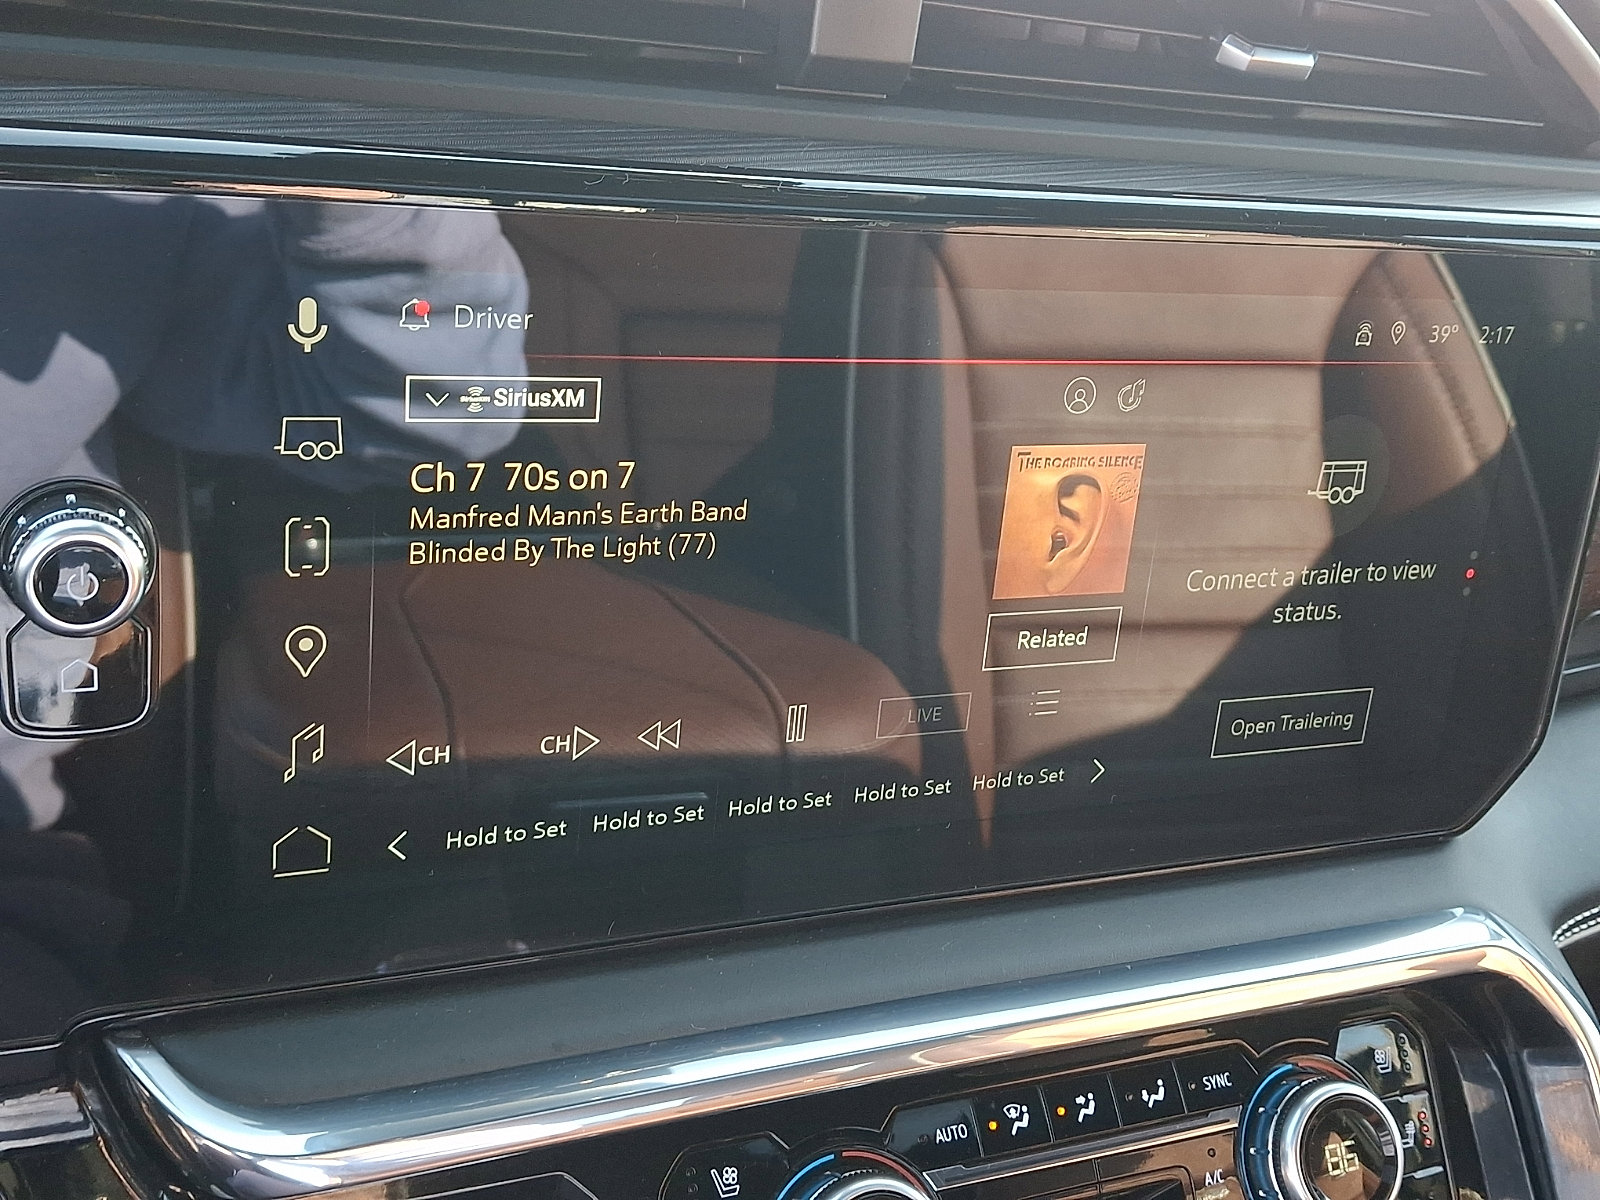 Driver
39° 2:17
SiriusXM
Ch 7 70s on 7
Manfred Mann's Earth Band
Blinded By The Light (77)
THE ROARING SILENCE
Related
Connect a trailer to view
status.
Open Trailering
CH
CH
LIVE
Hold to Set
Hold to Set
Hold to Set
Hold to Set
Hold to Set
AUTO
SYNC
A/C